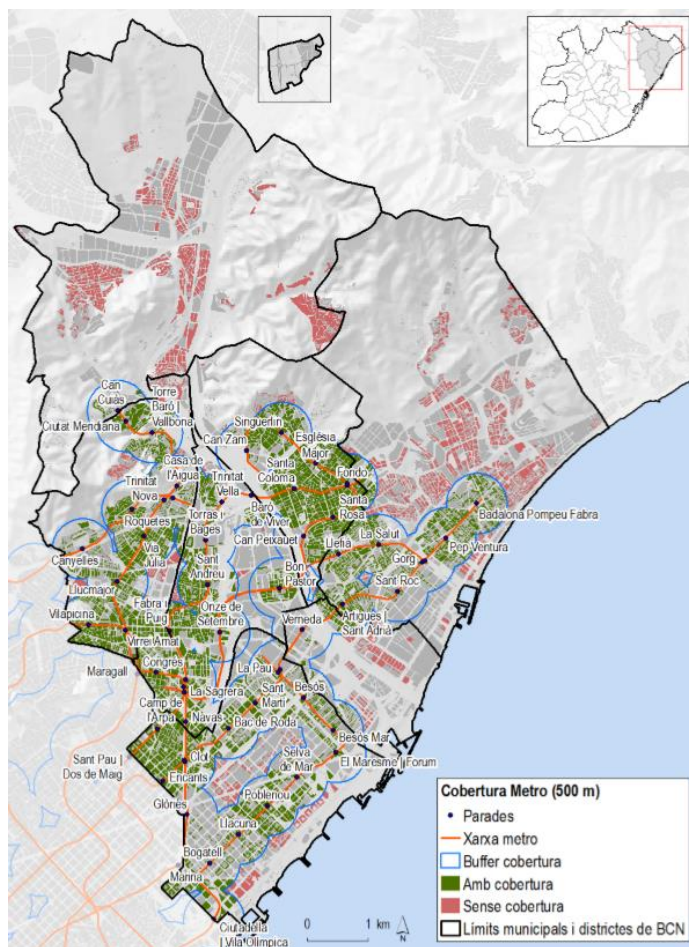 Can
Cuiàs
Torre
Baró |
Vallbona
Ciutat Meridiana
Singuerlín
Església
Major
Can Zam
Casa de
l'Aigua
Santa
Coloma
Fondo
Trinitat
Nova
Trinitat
Vella
Santa
Rosa
Badalona Pompeu Fabra
Roquetes
Torras i
Bages
Baró
de Viver
Can Peixauet
Llefià
La Salut
Pep Ventura
Canyelles
Via
Júlia
Gorg
Sant
Andreu
Bon
Pastor
Sant Roc
Llucmajor
Vilapicina
Fabra i
Puig
Onze de
Setembre
Artigues |
Sant Adrià
Verneda
Virrei Amat
Maragall
Congrés
La Pau
La Sagrera
Sant
Martí
Besòs
Camp de
l'Arpa
Navas
Bac de Roda
Besòs Mar
Sant Pau |
Dos de Maig
Clot
Selva
de Mar
El Maresme | Forum
Encants
Poblenou
Glòries
Llacuna
Bogatell
Marina
Ciutadella
| Vila Olímpica
0 1 km
N
Cobertura Metro (500 m)
Parades
Xarxa metro
Buffer cobertura
Amb cobertura
Sense cobertura
Límits municipals i districtes de BCN